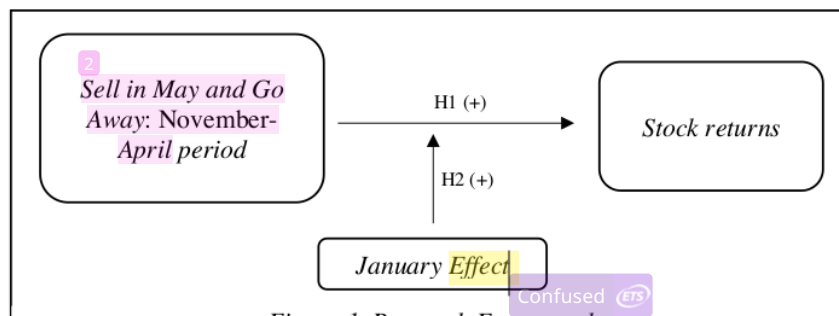 2
Sell in May and Go
Away: November-
April period
H1 (+)
Stock returns
H2 (+)
January Effect
Confused ETS